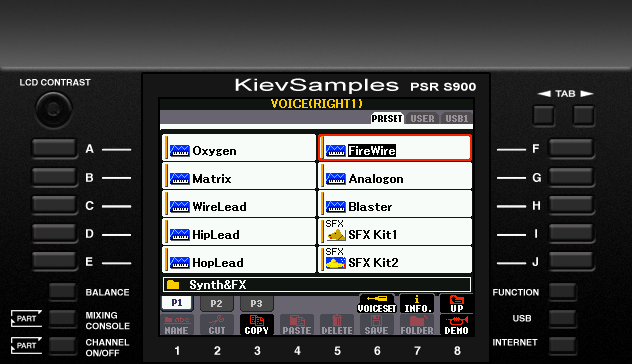 LCD CONTRAST
KievSamples PSR S900
TAB
VOICE(RIGHT1)
PRESET USER USB1
A Oxygen FireWire F
B Matrix Analogon G
C WireLead Blaster H
D HipLead SFX SFX Kit1 I
E HopLead SFX SFX Kit2 J
Synth&FX
BALANCE P1 P2 P3 VOICESET INFO. UP FUNCTION
PART MIXING CONSOLE NAME CUT COPY PASTE DELETE SAVE FOLDER DEMO USB
PART CHANNEL ON/OFF 1 2 3 4 5 6 7 8 INTERNET